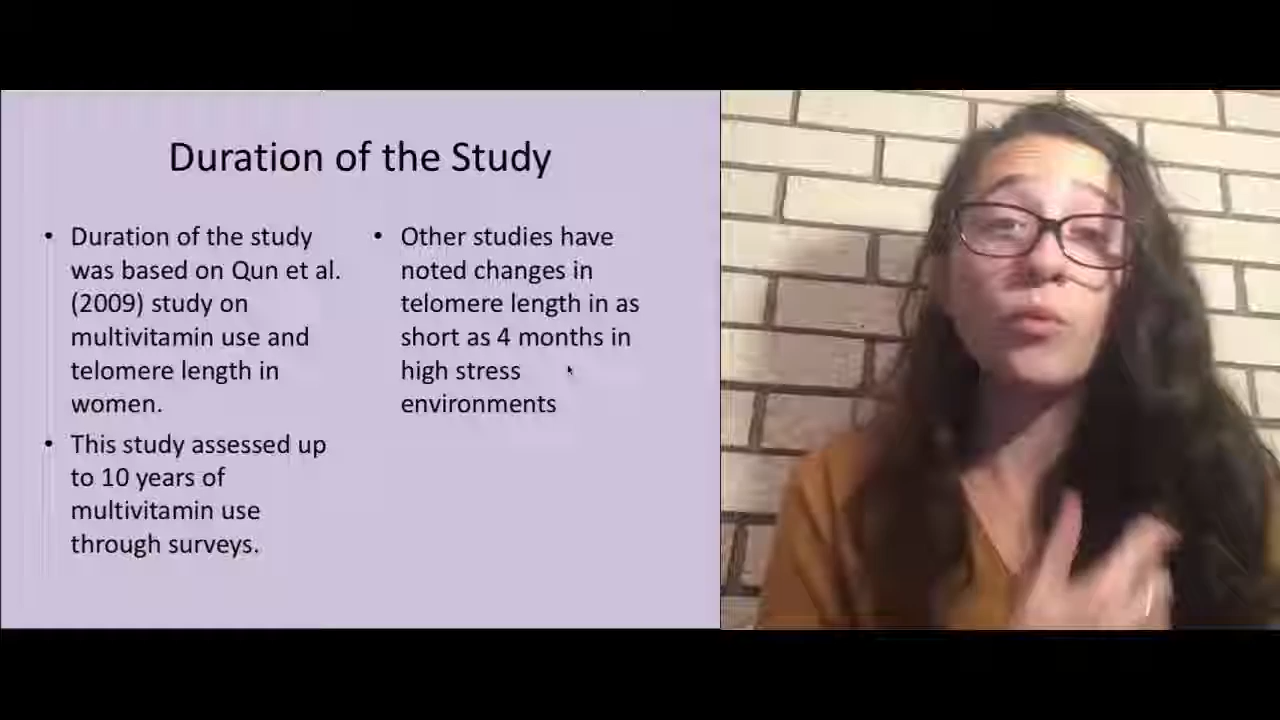 Duration of the Study
• Duration of the study
was based on Qun et al.
(2009) study on
multivitamin use and
telomere length in
women.
• This study assessed up
to 10 years of
multivitamin use
through surveys.
• Other studies have
noted changes in
telomere length in as
short as 4 months in
high stress
environments